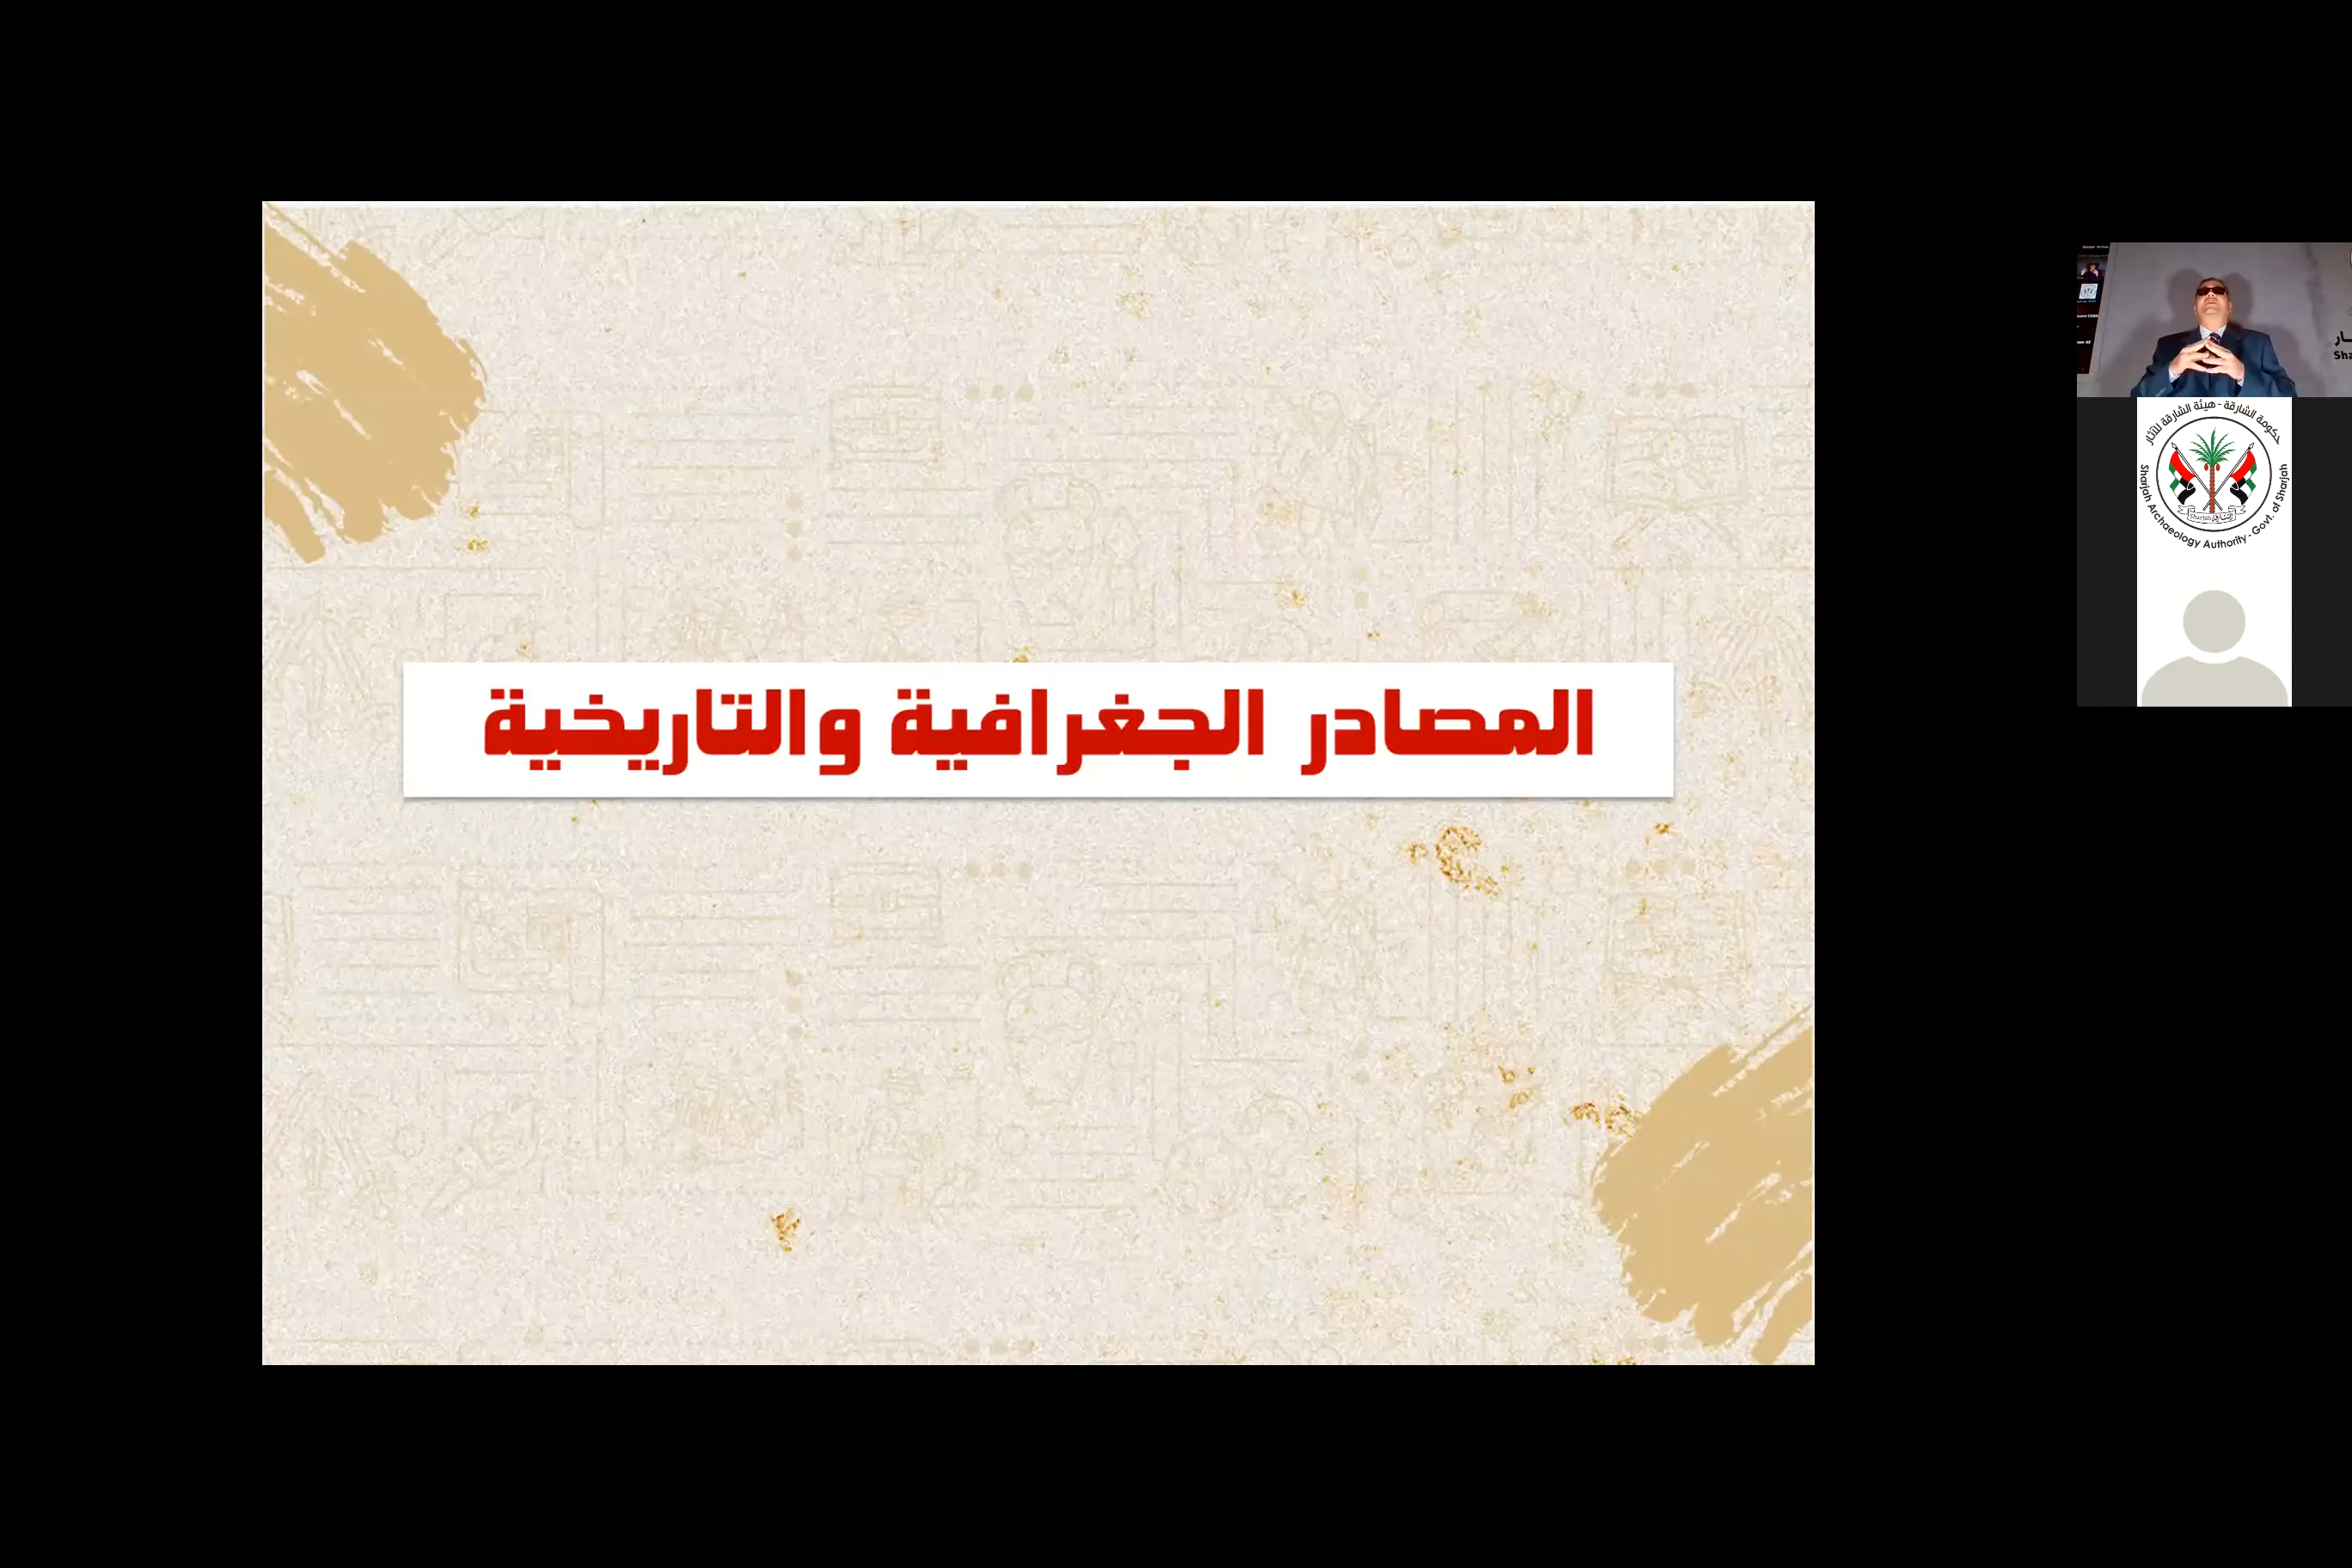 المصادر الجغرافية والتاريخية
حكومة الشارقة - هيئة الشارقة للآثار
Sharjah Archaeology Authority - Govt. of Sharjah